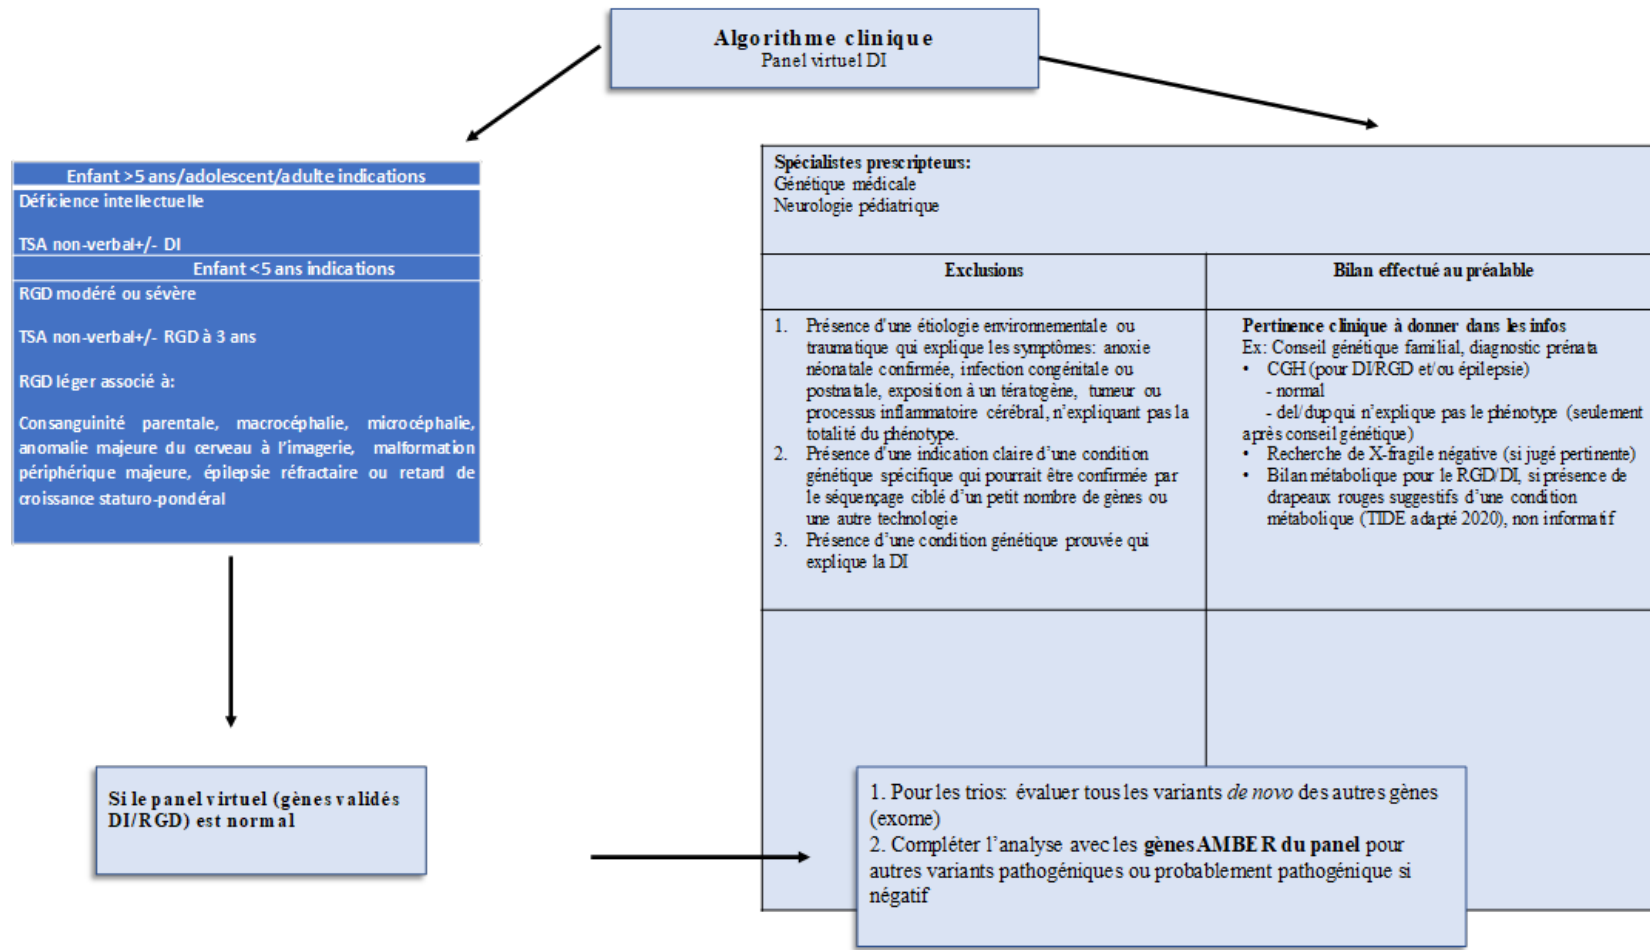 Algorithme clinique
Panel virtuel DI
Enfant >5 ans/adolescent/adulte indications
Déficience intellectuelle
TSA non-verbal+/- DI
Enfant <5 ans indications
RGD modéré ou sévère
TSA non-verbal+/- RGD à 3 ans
RGD léger associé à:
Consanguinité parentale, macrocéphalie, microcéphalie,
anomalie majeure du cerveau à l'imagerie, malformation
périphérique majeure, épilepsie réfractaire ou retard de
croissance staturo-pondéral
Si le panel virtuel (gènes validés
DI/RGD) est normal
Spécialistes prescripteurs:
Génétique médicale
Neurologie pédiatrique
Exclusions
1. Présence d'une étiologie environnementale ou
traumatique qui explique les symptômes: anoxie
néonatale confirmée, infection congénitale ou
postnatale, exposition à un tératogène, tumeur ou
processus inflammatoire cérébral, n'expliquant pas la
totalité du phénotype.
2. Présence d'une indication claire d'une condition
génétique spécifique qui pourrait être confirmée par
le séquençage ciblé d'un petit nombre de gènes ou
une autre technologie
3. Présence d'une condition génétique prouvée qui
explique la DI
Bilan effectué au préalable
Pertinence clinique à donner dans les infos
Ex: Conseil génétique familial, diagnostic prénata
• CGH (pour DI/RGD et/ou épilepsie)
- normal
- del/dup qui n'explique pas le phénotype (seulement
après conseil génétique)
• Recherche de X-fragile négative (si jugé pertinente)
• Bilan métabolique pour le RGD/DI, si présence de
drapeaux rouges suggestifs d'une condition
métabolique (TIDE adapté 2020), non informatif
1. Pour les trios: évaluer tous les variants de novo des autres gènes
(exome)
2. Compléter l'analyse avec les gènes AMBER du panel pour
autres variants pathogéniques ou probablement pathogénique si
négatif